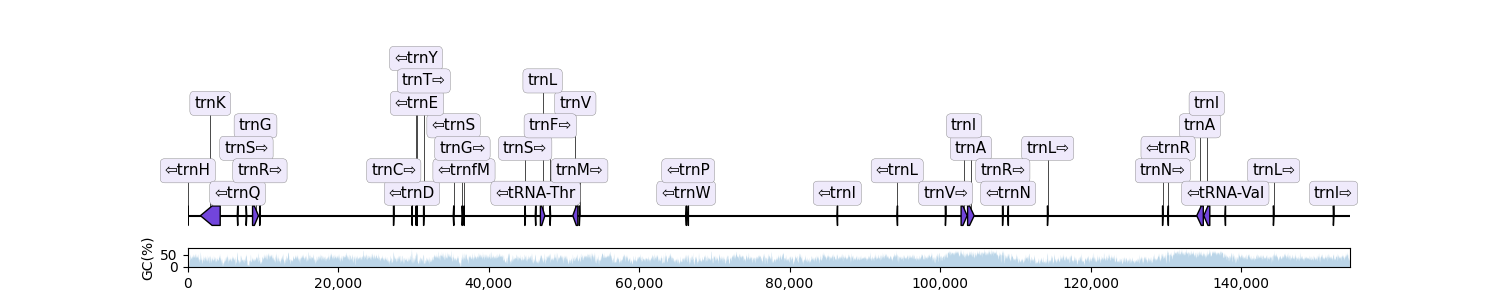 ⇦trnY
trnT⇨ trnL
trnK ⇦trnE trnV trnI
trnG ⇦trnS trnF⇨ trnI trnA
trnS⇨ trnG⇨ trnS⇨ trnA trnL⇨ ⇦trnR
⇦trnH trnR⇨ trnC⇨ ⇦trnfM trnM⇨ ⇦trnP ⇦trnL trnR⇨ trnN⇨ trnL⇨
⇦trnQ ⇦trnD ⇦tRNA-Thr ⇦trnW ⇦trnI trnV⇨ ⇦trnN ⇦tRNA-Val trnI⇨
GC(%)
50
0
0 20,000 40,000 60,000 80,000 100,000 120,000 140,000